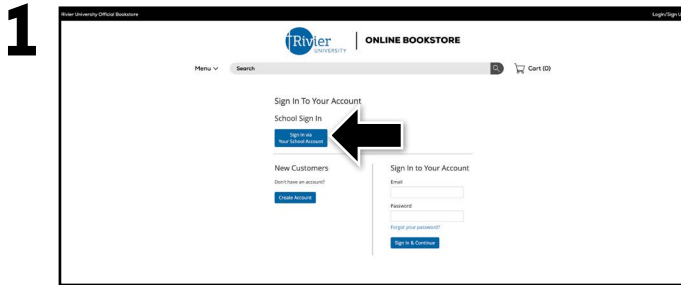 1
Rivier University Official Bookstore
Login/Sign U
Rivier
UNIVERSITY
ONLINE BOOKSTORE
Menu
Search
Cart (0)
Sign In To Your Account
School Sign In
Sign In via
Your School Account
New Customers
Don't have an account?
Create Account
Sign In to Your Account
Email
Password
Forgot your password?
Sign In & Continue